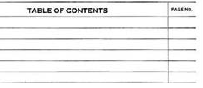 TABLE OF CONTENTS PAGE No.